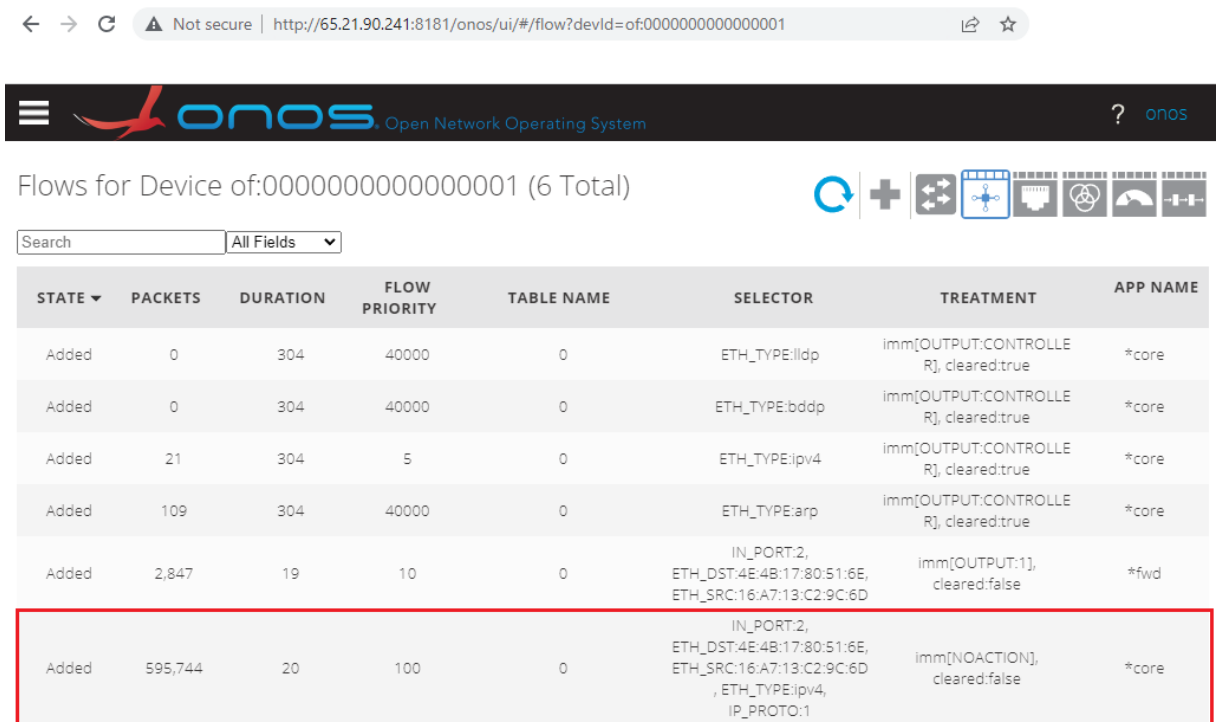 Not secure | http://65.21.90.241:8181/onos/ui/#/flow?devId=of:0000000000000001
onos. Open Network Operating System ? onos
Flows for Device of:0000000000000001 (6 Total)
Search All Fields
STATE PACKETS DURATION FLOW PRIORITY TABLE NAME SELECTOR TREATMENT APP NAME
Added 0 304 40000 0 ETH_TYPE:lldp imm[OUTPUT:CONTROLLE
R], cleared:true *core
Added 0 304 40000 0 ETH_TYPE:bddp imm[OUTPUT:CONTROLLE
R], cleared:true *core
Added 21 304 5 0 ETH_TYPE:ipv4 imm[OUTPUT:CONTROLLE
R], cleared:true *core
Added 109 304 40000 0 ETH_TYPE:arp imm[OUTPUT:CONTROLLE
R], cleared:true *core
Added 2,847 19 10 0 IN_PORT:2,
ETH_DST:4E:4B:17:80:51:6E,
ETH_SRC:16:A7:13:C2:9C:6D imm[OUTPUT:1],
cleared:false *fwd
Added 595,744 20 100 0 IN_PORT:2,
ETH_DST:4E:4B:17:80:51:6E,
ETH_SRC:16:A7:13:C2:9C:6D
, ETH_TYPE:ipv4,
IP_PROTO:1 imm[NOACTION],
cleared:false *core